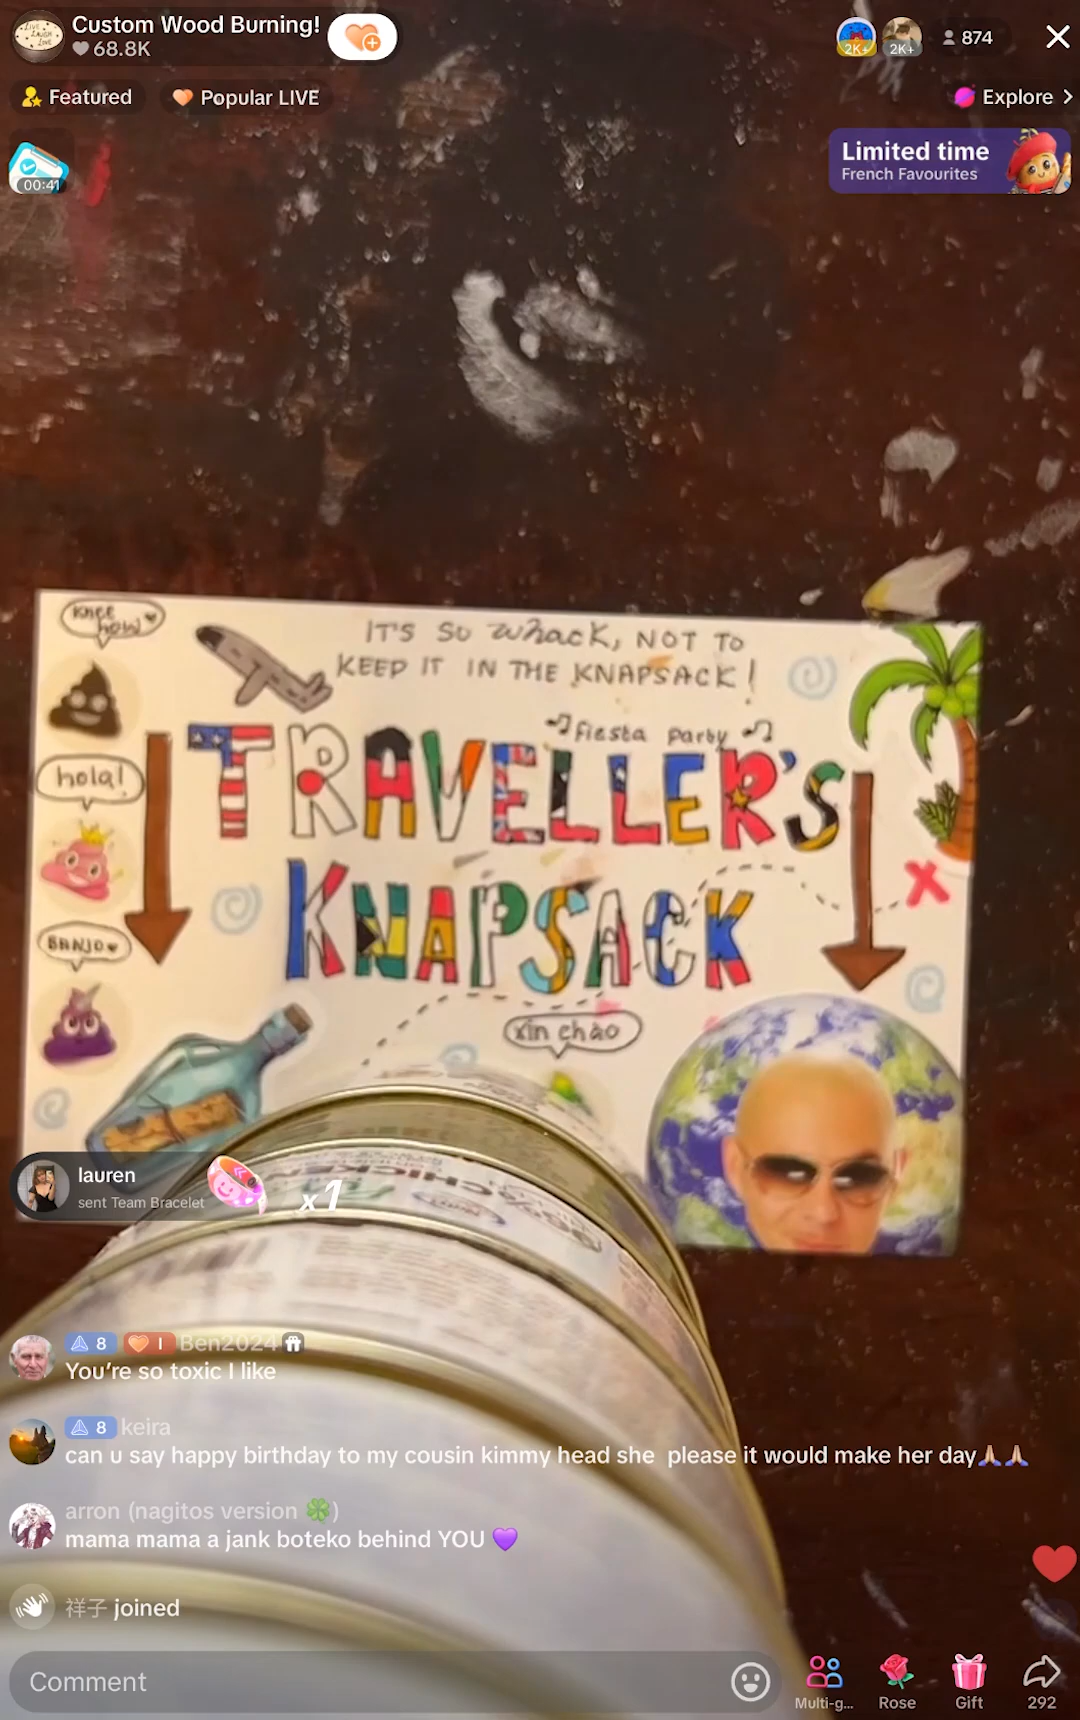 Custom Wood Burning!
68.8K
2K+
2K+
874
Featured
Popular LIVE
Explore
00:41
Limited time
French Favourites
KNEE HOW
IT'S SO WHACK, NOT TO
KEEP IT IN THE KNAPSACK!
fiesta party
hola!
TRAVELLER'S
KNAPSACK
BANJO
xin chào
lauren
sent Team Bracelet
x1
8
I
Ben2024
You're so toxic I like
8
keira
can u say happy birthday to my cousin kimmy head she please it would make her day🙏🏼🙏🏼
arron (nagitos version 🍀)
mama mama a jank boteko behind YOU 💜
祥子 joined
Comment
Multi-g...
Rose
Gift
292